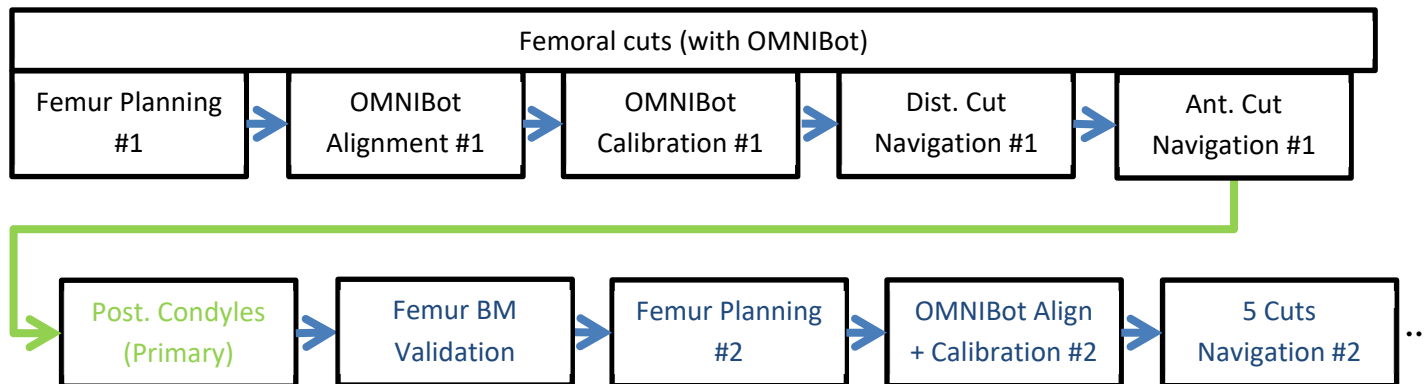 Femoral cuts (with OMNIBot)
Femur Planning
#1
OMNIBot
Alignment #1
OMNIBot
Calibration #1
Dist. Cut
Navigation #1
Ant. Cut
Navigation #1
Post. Condyles
(Primary)
Femur BM
Validation
Femur Planning
#2
OMNIBot Align
+ Calibration #2
5 Cuts
Navigation #2
..